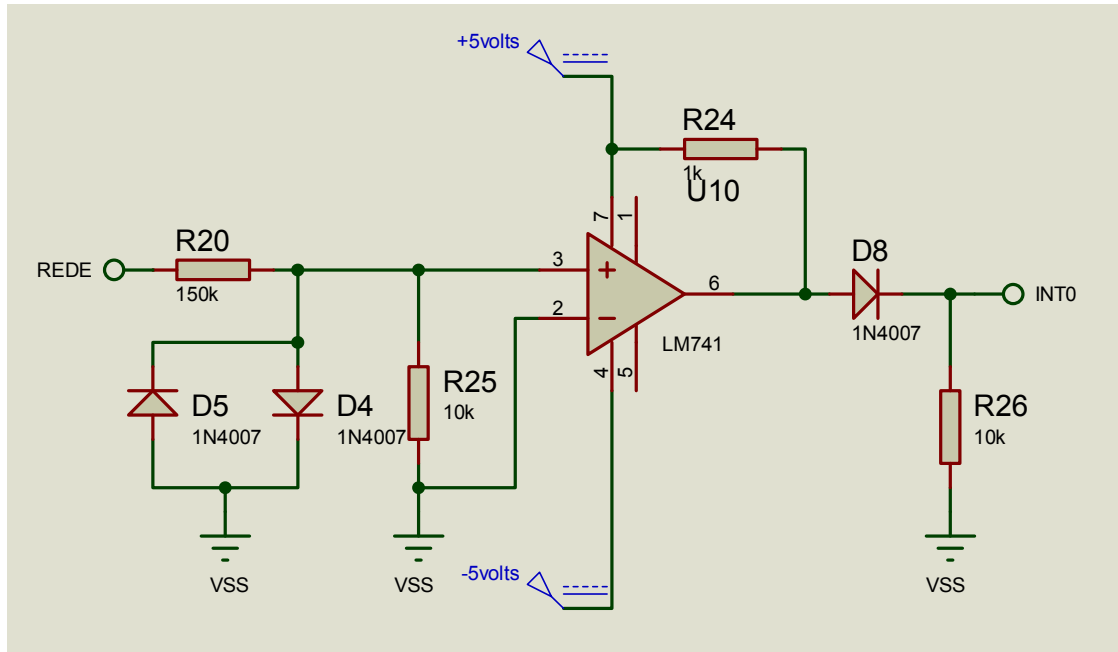 +5volts
R24
1k
U10
7
1
R20
REDE
150k
3
+
6
D8
INT0
1N4007
2
−
LM741
4
5
R25
10k
D5
1N4007
D4
1N4007
R26
10k
VSS
VSS
-5volts
VSS